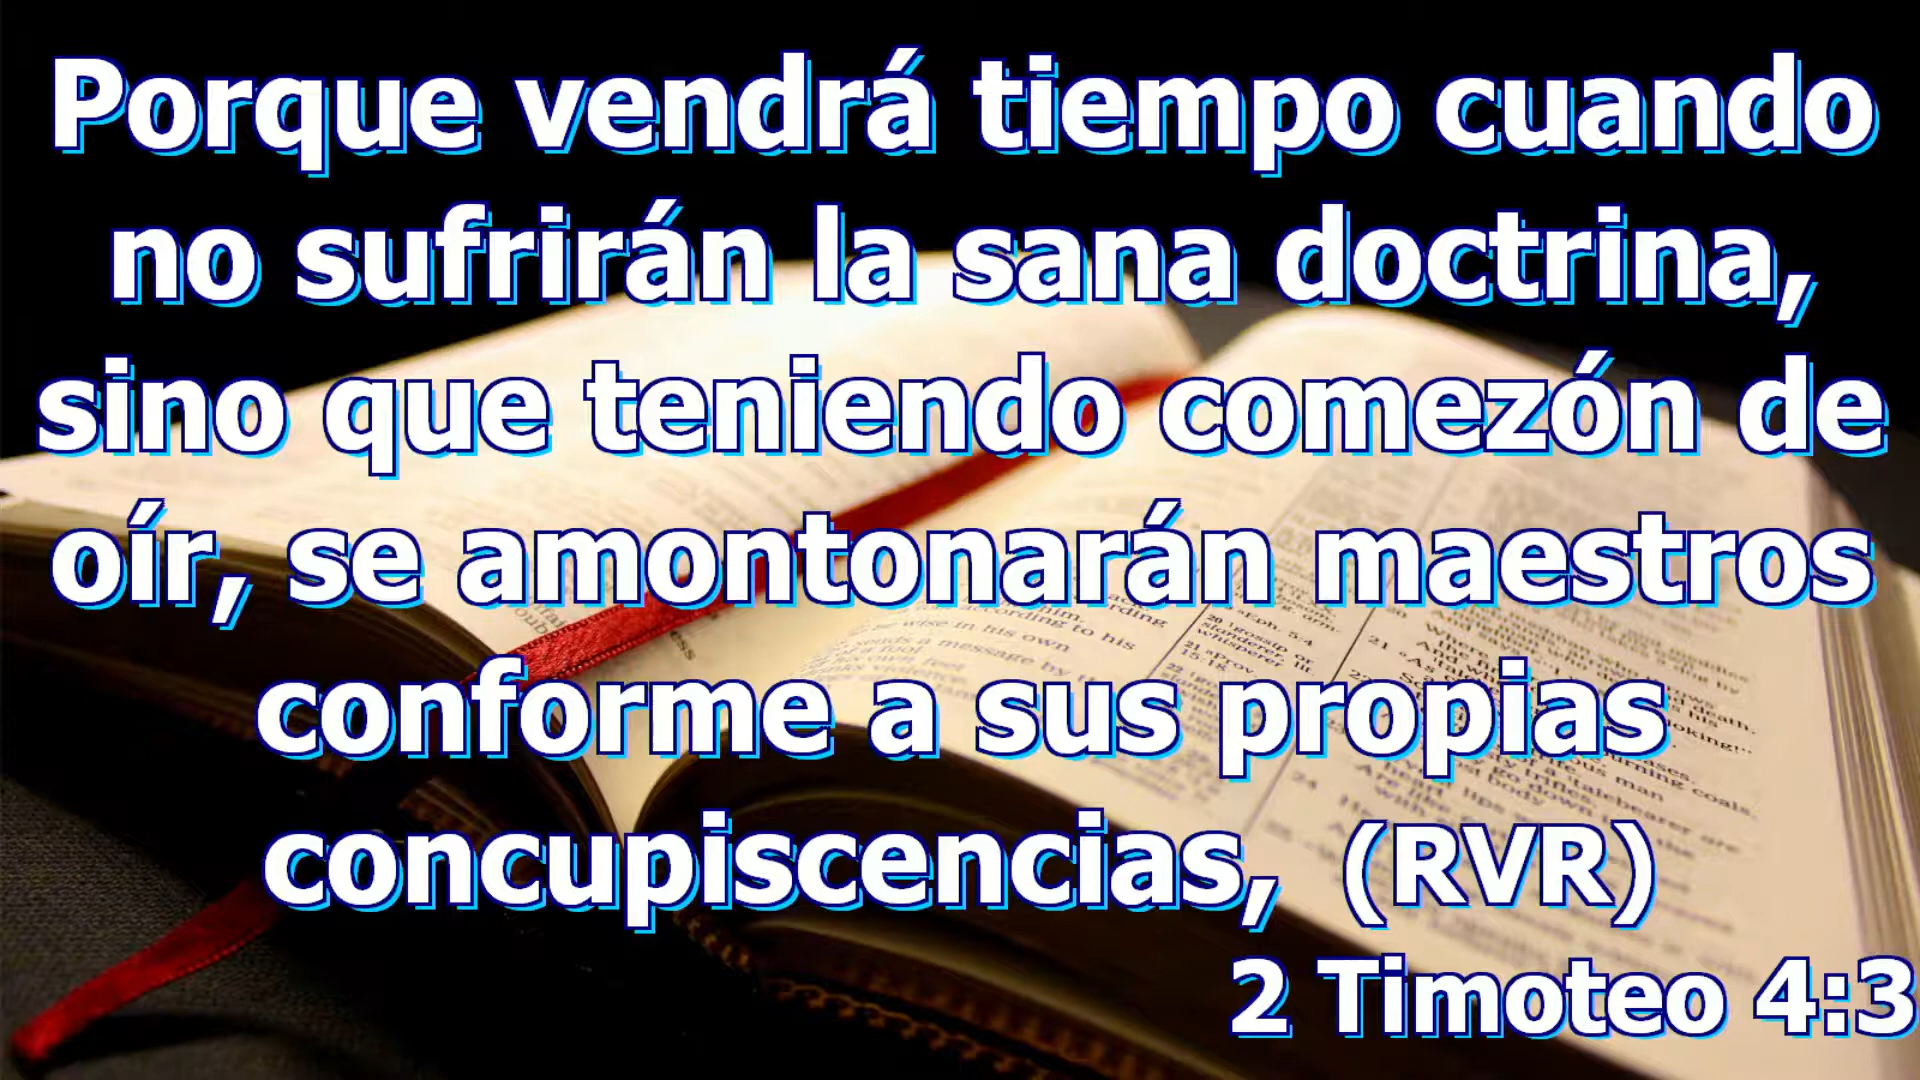 Porque vendrá tiempo cuando
no sufrirán la sana doctrina,
sino que teniendo comezón de
oír, se amontonarán maestros
conforme a sus propias
concupiscencias, (RVR)
2 Timoteo 4:3